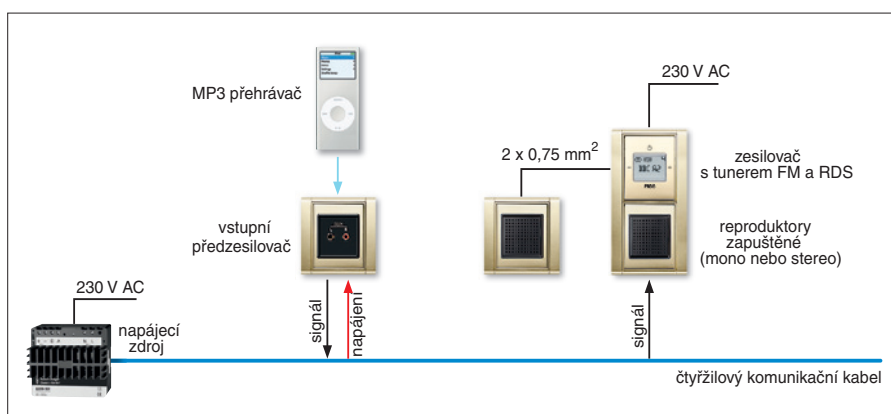 230 V AC
MP3 přehrávač
2 x 0,75 mm²
zesilovač
s tunerem FM a RDS
vstupní
předzesilovač
reproduktory
zapuštěné
(mono nebo stereo)
230 V AC
napájecí
zdroj
signál
napájení
signál
čtyřžilový komunikační kabel